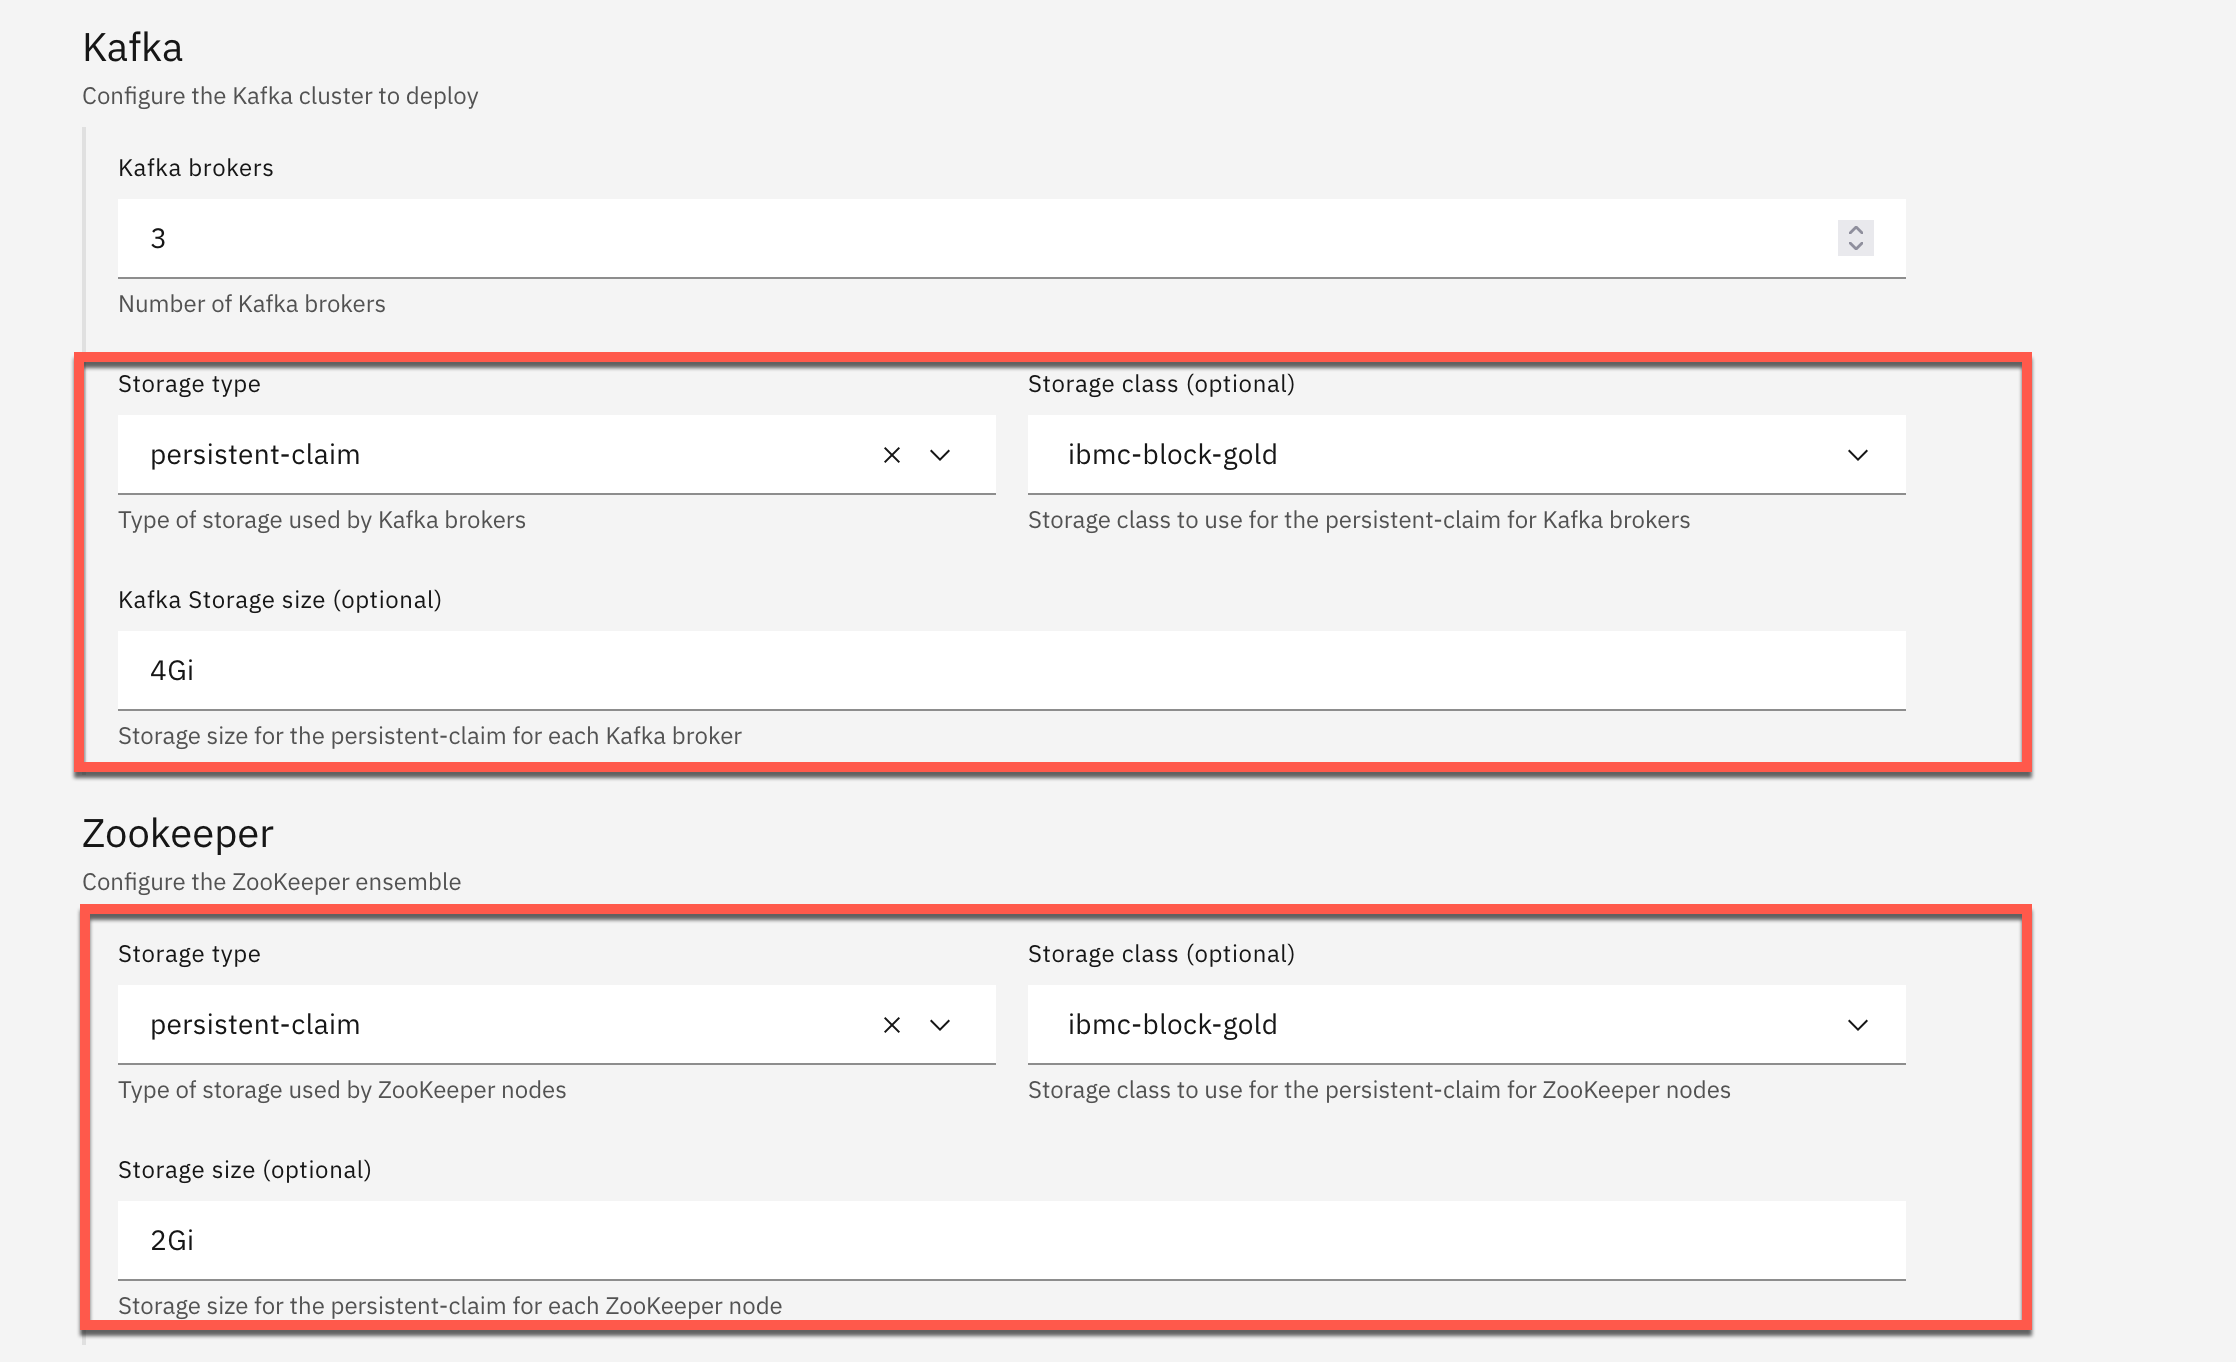 Kafka
Configure the Kafka cluster to deploy
Kafka brokers
3
Number of Kafka brokers
Storage type
Storage class (optional)
persistent-claim
ibmc-block-gold
Type of storage used by Kafka brokers
Storage class to use for the persistent-claim for Kafka brokers
Kafka Storage size (optional)
4Gi
Storage size for the persistent-claim for each Kafka broker
Zookeeper
Configure the ZooKeeper ensemble
Storage type
Storage class (optional)
persistent-claim
ibmc-block-gold
Type of storage used by ZooKeeper nodes
Storage class to use for the persistent-claim for ZooKeeper nodes
Storage size (optional)
2Gi
Storage size for the persistent-claim for each ZooKeeper node